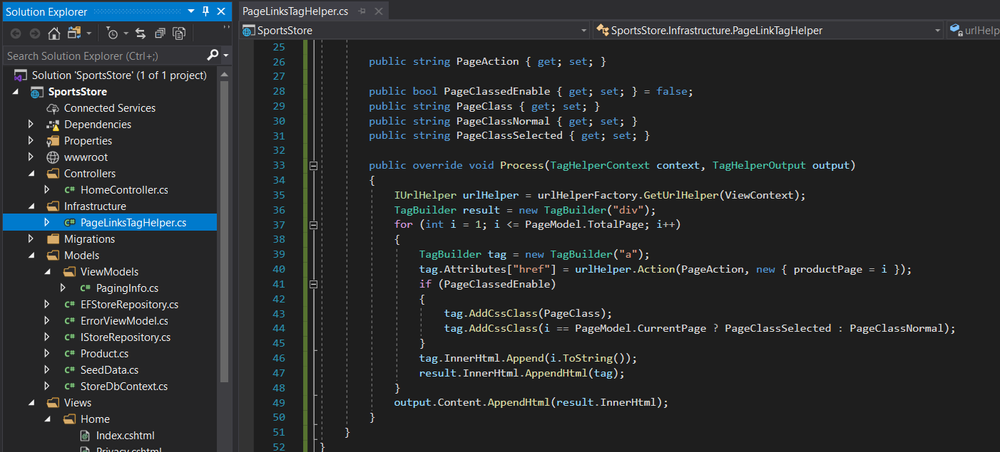 Solution Explorer
Search Solution Explorer (Ctrl+;)
Solution 'SportsStore' (1 of 1 project)
SportsStore
Connected Services
Dependencies
Properties
wwwroot
Controllers
C# HomeController.cs
Infrastructure
C# PageLinksTagHelper.cs
Migrations
Models
ViewModels
C# PagingInfo.cs
C# EFStoreRepository.cs
C# ErrorViewModel.cs
C# IStoreRepository.cs
C# Product.cs
C# SeedData.cs
C# StoreDbContext.cs
Views
Home
Index.cshtml
Privacy.cshtml
PageLinksTagHelper.cs
SportsStore
SportsStore.Infrastructure.PageLinkTagHelper
urlHelp
25
26 public string PageAction { get; set; }
27
28 public bool PageClassedEnable { get; set; } = false;
29 public string PageClass { get; set; }
30 public string PageClassNormal { get; set; }
31 public string PageClassSelected { get; set; }
32
33 public override void Process(TagHelperContext context, TagHelperOutput output)
34 {
35 IUrlHelper urlHelper = urlHelperFactory.GetUrlHelper(ViewContext);
36 TagBuilder result = new TagBuilder("div");
37 for (int i = 1; i <= PageModel.TotalPage; i++)
38 {
39 TagBuilder tag = new TagBuilder("a");
40 tag.Attributes["href"] = urlHelper.Action(PageAction, new { productPage = i });
41 if (PageClassedEnable)
42 {
43 tag.AddCssClass(PageClass);
44 tag.AddCssClass(i == PageModel.CurrentPage ? PageClassSelected : PageClassNormal);
45 }
46 tag.InnerHtml.Append(i.ToString());
47 result.InnerHtml.AppendHtml(tag);
48 }
49 output.Content.AppendHtml(result.InnerHtml);
50 }
51 }
52 }